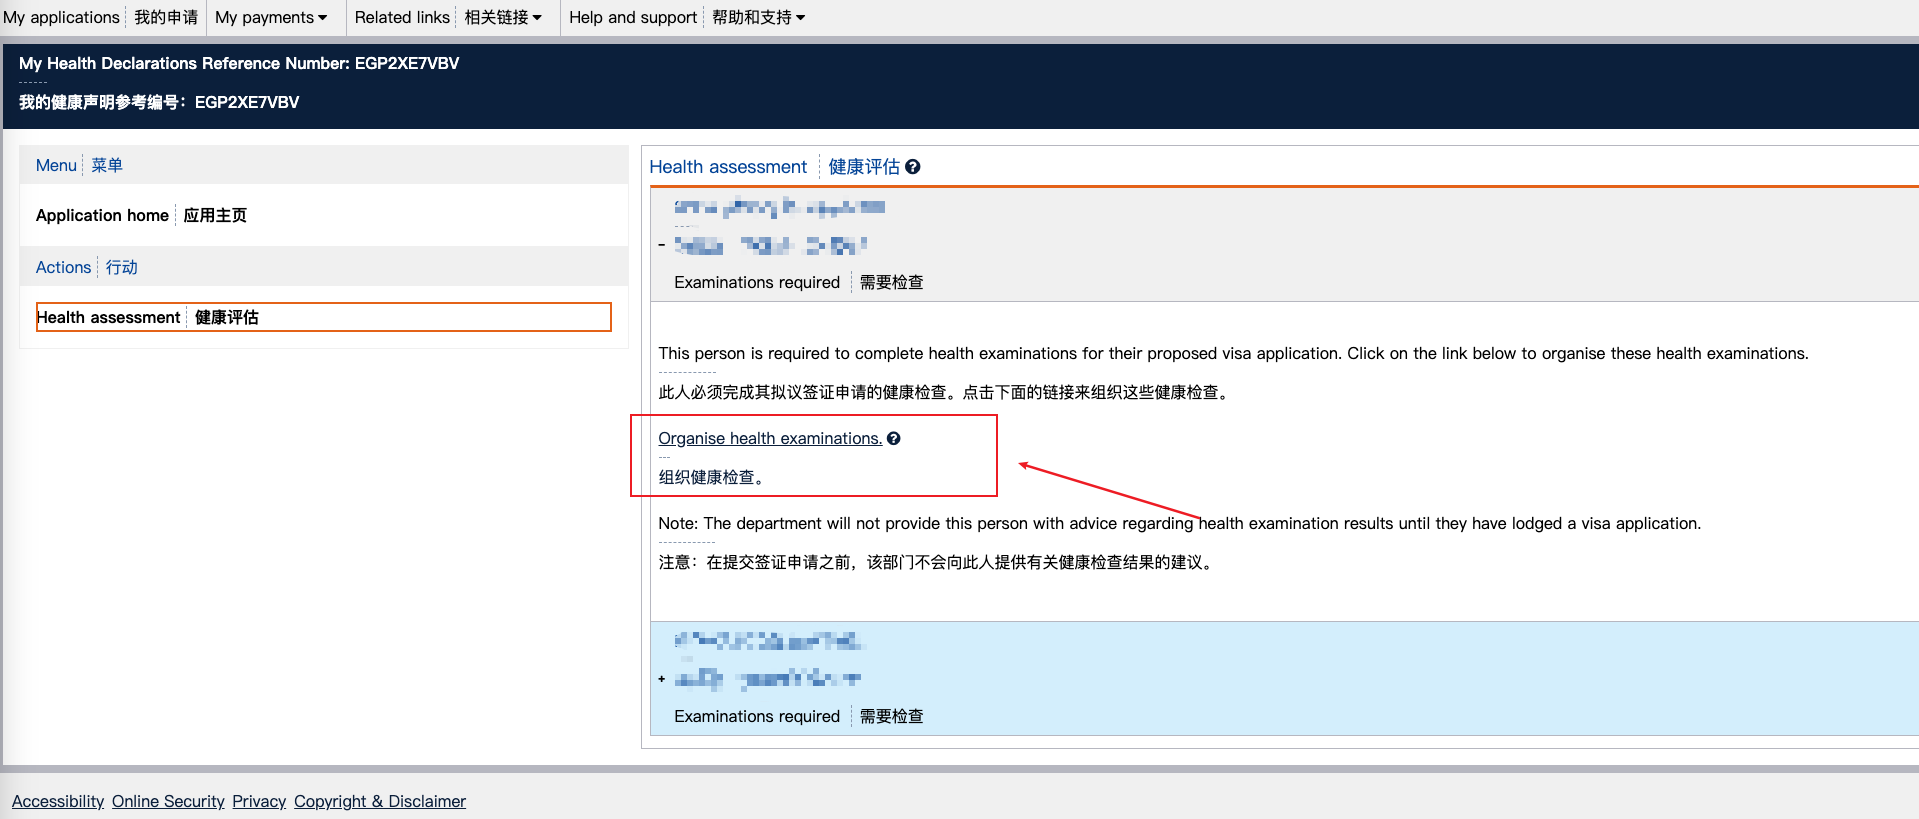 My applications 我的申请 My payments Related links 相关链接 Help and support 帮助和支持
My Health Declarations Reference Number: EGP2XE7VBV
我的健康声明参考编号：EGP2XE7VBV
Menu 菜单
Application home 应用主页
Actions 行动
Health assessment 健康评估
Health assessment 健康评估
Examinations required 需要检查
This person is required to complete health examinations for their proposed visa application. Click on the link below to organise these health examinations.
此人必须完成其拟议签证申请的健康检查。点击下面的链接来组织这些健康检查。
Organise health examinations.
组织健康检查。
Note: The department will not provide this person with advice regarding health examination results until they have lodged a visa application.
注意：在提交签证申请之前，该部门不会向此人提供有关健康检查结果的建议。
Examinations required 需要检查
Accessibility Online Security Privacy Copyright & Disclaimer